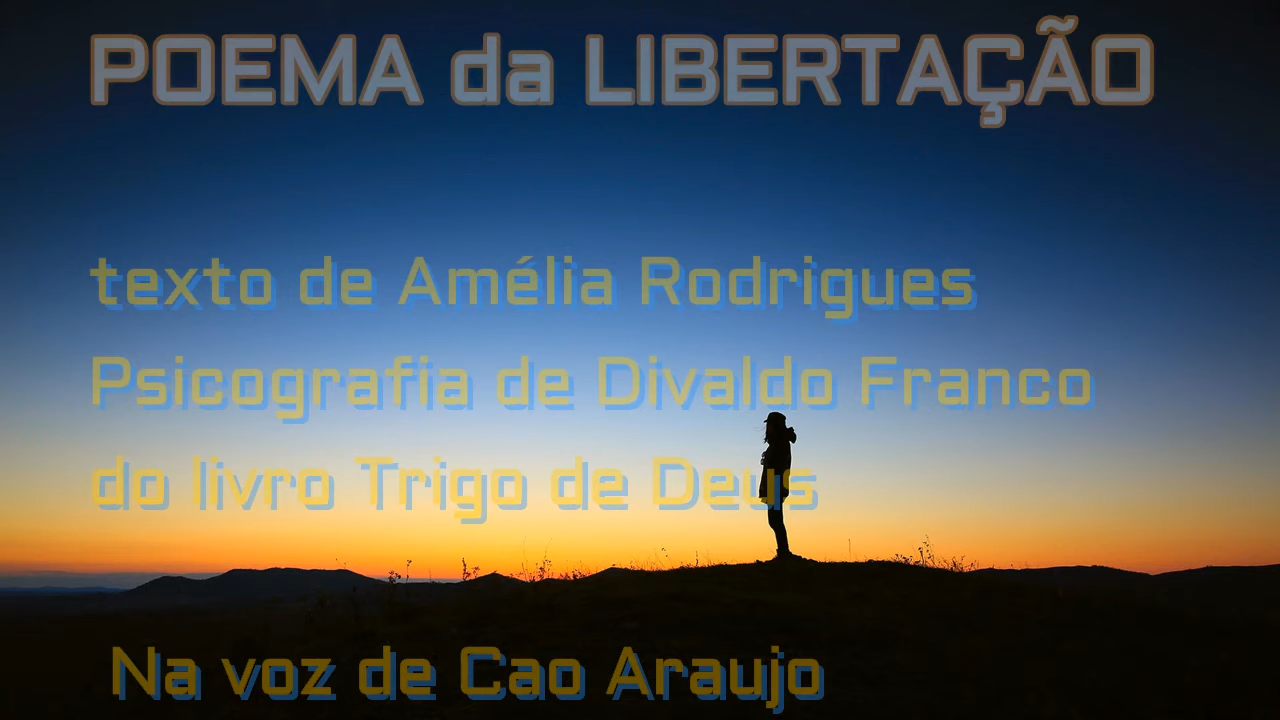 POEMA da LIBERTAÇÃO
texto de Amélia Rodrigues
Psicografia de Divaldo Franco
do livro Trigo de Deus
Na voz de Cao Araujo